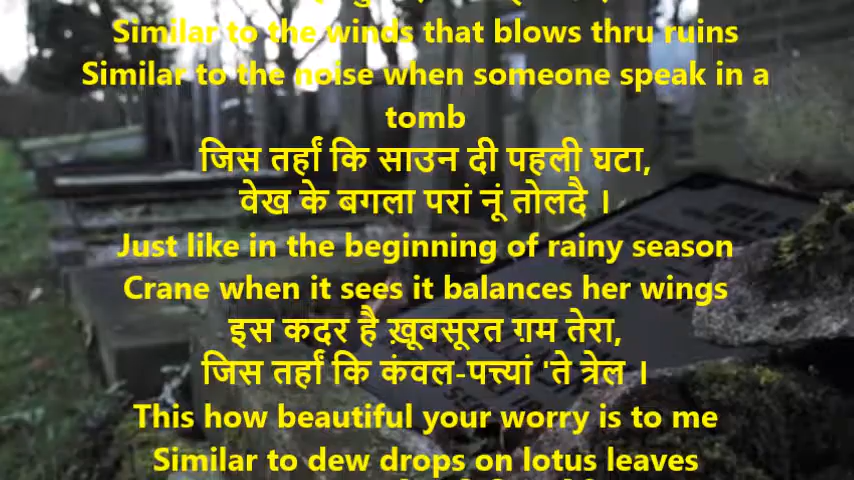 Similar to the winds that blows thru ruins
Similar to the noise when someone speak in a
tomb
जिस तर्हां कि साउन दी पहली घटा,
वेख के बगला परां नूं तोलदै ।
Just like in the beginning of rainy season
Crane when it sees it balances her wings
इस कदर है ख़ूबसूरत ग़म तेरा,
जिस तर्हां कि कंवल-पत्त्यां 'ते त्रेल ।
This how beautiful your worry is to me
Similar to dew drops on lotus leaves